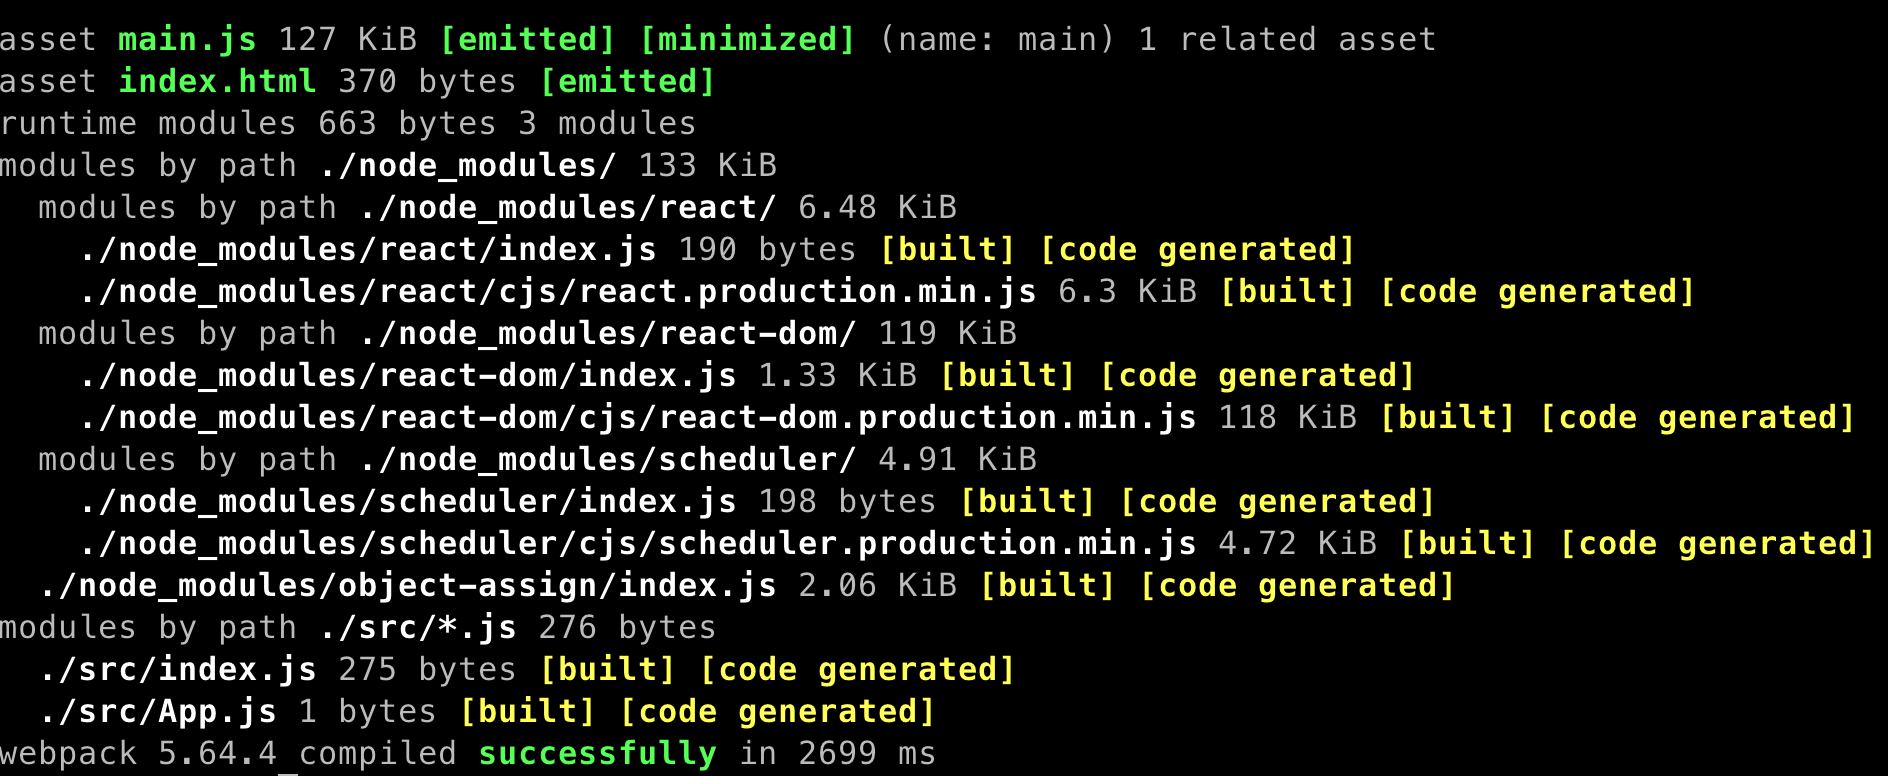 asset main.js 127 KiB [emitted] [minimized] (name: main) 1 related asset
asset index.html 370 bytes [emitted]
runtime modules 663 bytes 3 modules
modules by path ./node_modules/ 133 KiB
  modules by path ./node_modules/react/ 6.48 KiB
    ./node_modules/react/index.js 190 bytes [built] [code generated]
    ./node_modules/react/cjs/react.production.min.js 6.3 KiB [built] [code generated]
  modules by path ./node_modules/react-dom/ 119 KiB
    ./node_modules/react-dom/index.js 1.33 KiB [built] [code generated]
    ./node_modules/react-dom/cjs/react-dom.production.min.js 118 KiB [built] [code generated]
  modules by path ./node_modules/scheduler/ 4.91 KiB
    ./node_modules/scheduler/index.js 198 bytes [built] [code generated]
    ./node_modules/scheduler/cjs/scheduler.production.min.js 4.72 KiB [built] [code generated]
  ./node_modules/object-assign/index.js 2.06 KiB [built] [code generated]
modules by path ./src/*.js 276 bytes
  ./src/index.js 275 bytes [built] [code generated]
  ./src/App.js 1 bytes [built] [code generated]
webpack 5.64.4 compiled successfully in 2699 ms